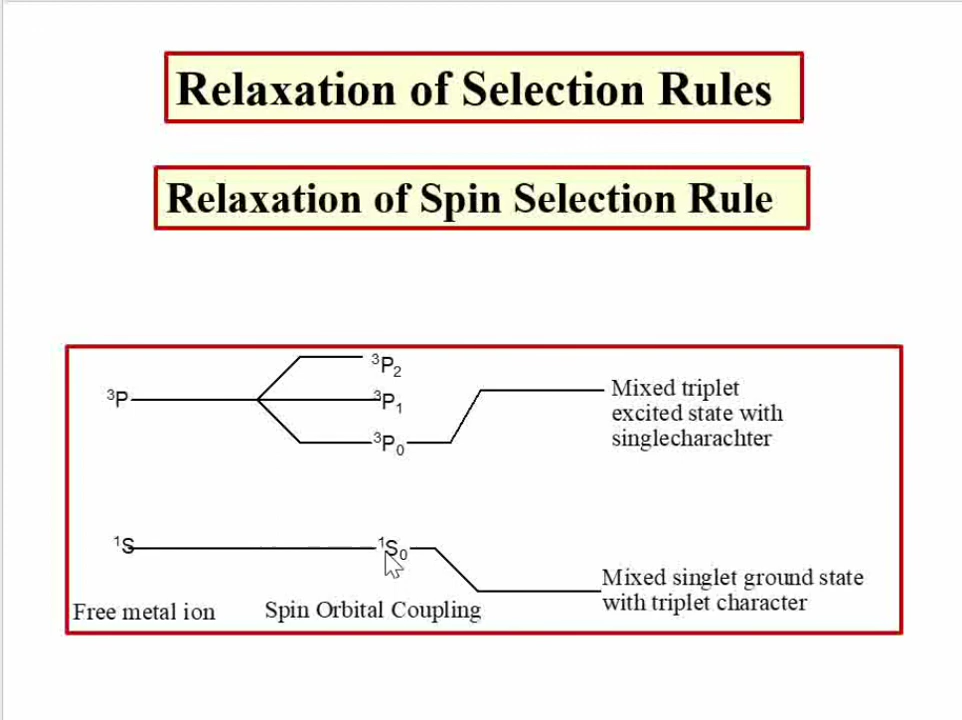 Relaxation of Selection Rules
Relaxation of Spin Selection Rule
³P₂
³P
³P₁
³P₀
Mixed triplet
excited state with
singlecharachter
¹S
¹S₀
Mixed singlet ground state
with triplet character
Free metal ion
Spin Orbital Coupling